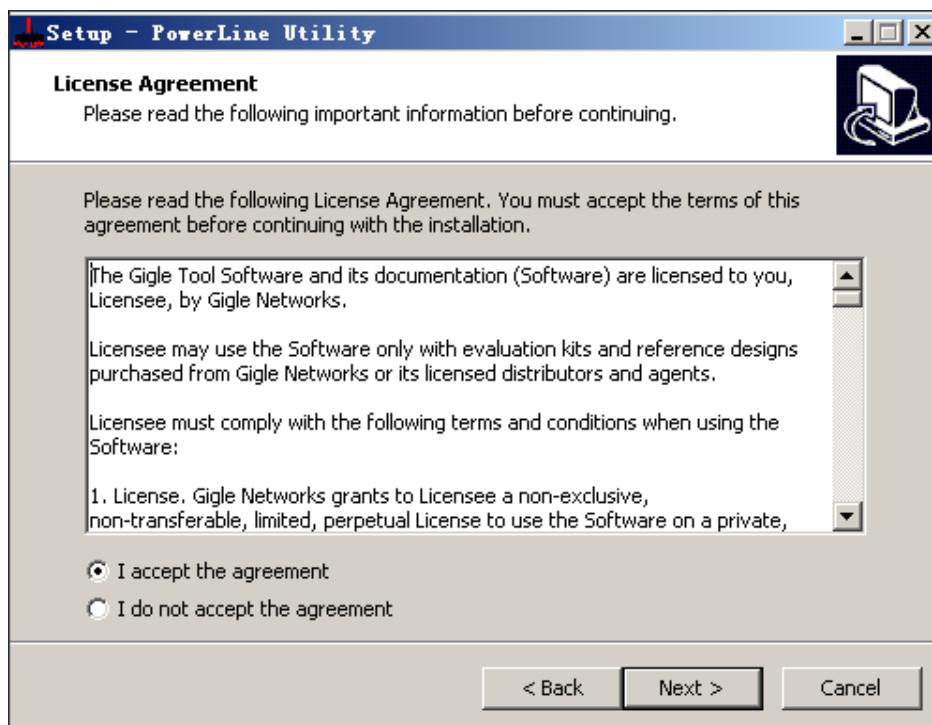 Setup - PowerLine Utility
License Agreement
Please read the following important information before continuing.
Please read the following License Agreement. You must accept the terms of this
agreement before continuing with the installation.
The Gigle Tool Software and its documentation (Software) are licensed to you,
Licensee, by Gigle Networks.
Licensee may use the Software only with evaluation kits and reference designs
purchased from Gigle Networks or its licensed distributors and agents.
Licensee must comply with the following terms and conditions when using the
Software:
1. License. Gigle Networks grants to Licensee a non-exclusive,
non-transferable, limited, perpetual License to use the Software on a private,
I accept the agreement
I do not accept the agreement
< Back Next > Cancel